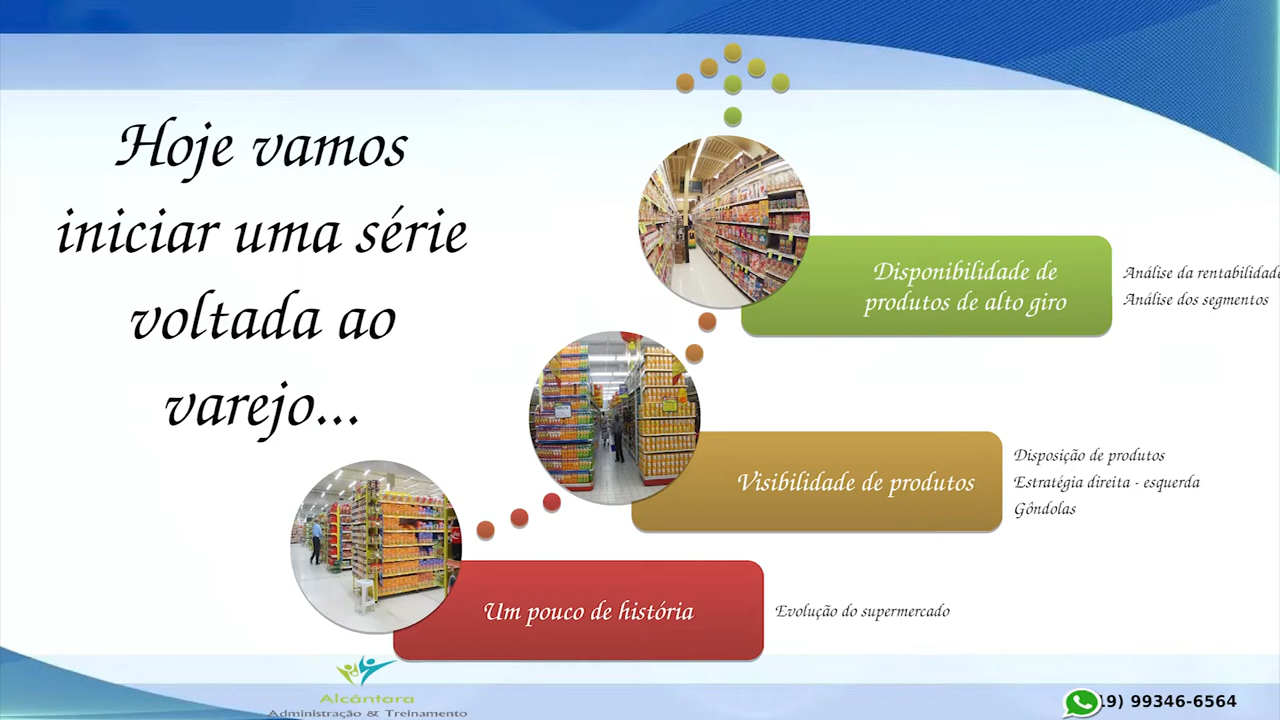 Hoje vamos
iniciar uma série
voltada ao
varejo...
Disponibilidade de
produtos de alto giro
Análise da rentabilidade
Análise dos segmentos
Visibilidade de produtos
Disposição de produtos
Estratégia direita - esquerda
Gôndolas
Um pouco de história
Evolução do supermercado
Alcântara
Administração & Treinamento
19) 99346-6564